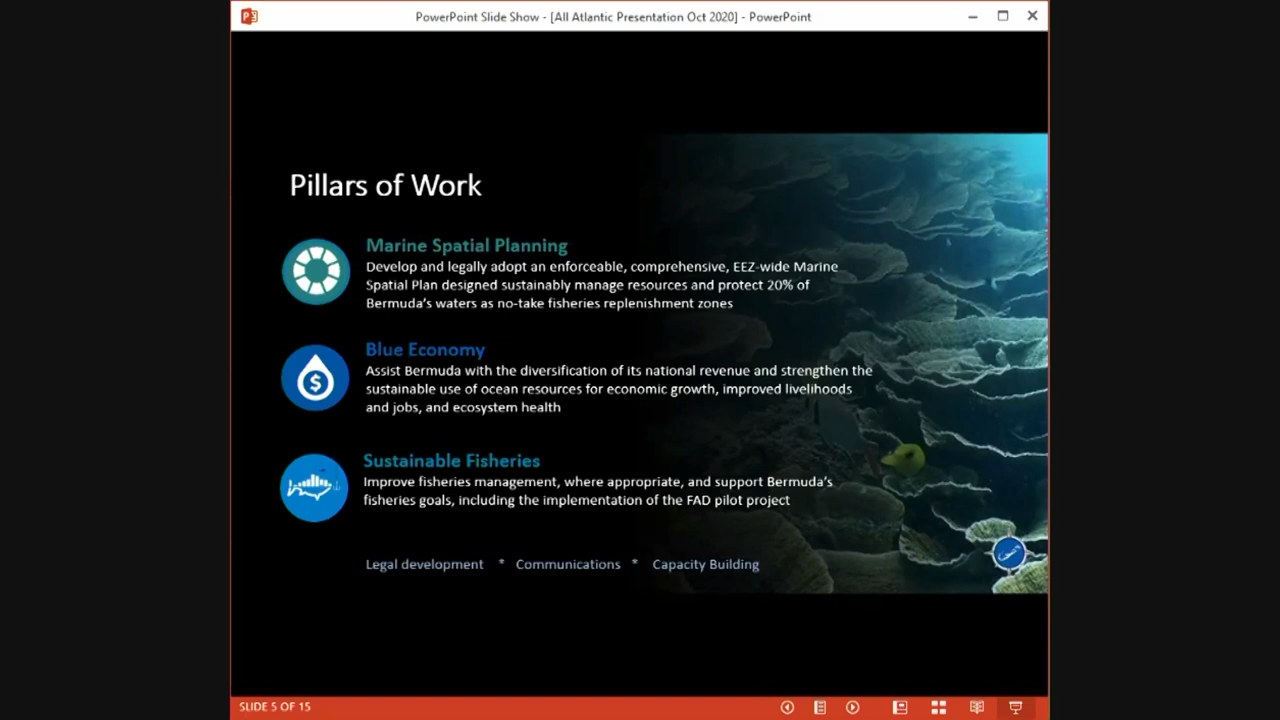 PowerPoint Slide Show - [All Atlantic Presentation Oct 2020] - PowerPoint
Pillars of Work
Marine Spatial Planning
Develop and legally adopt an enforceable, comprehensive, EEZ-wide Marine
Spatial Plan designed sustainably manage resources and protect 20% of
Bermuda's waters as no-take fisheries replenishment zones
Blue Economy
Assist Bermuda with the diversification of its national revenue and strengthen the
sustainable use of ocean resources for economic growth, improved livelihoods
and jobs, and ecosystem health
Sustainable Fisheries
Improve fisheries management, where appropriate, and support Bermuda's
fisheries goals, including the implementation of the FAD pilot project
Legal development * Communications * Capacity Building
SLIDE 5 OF 15